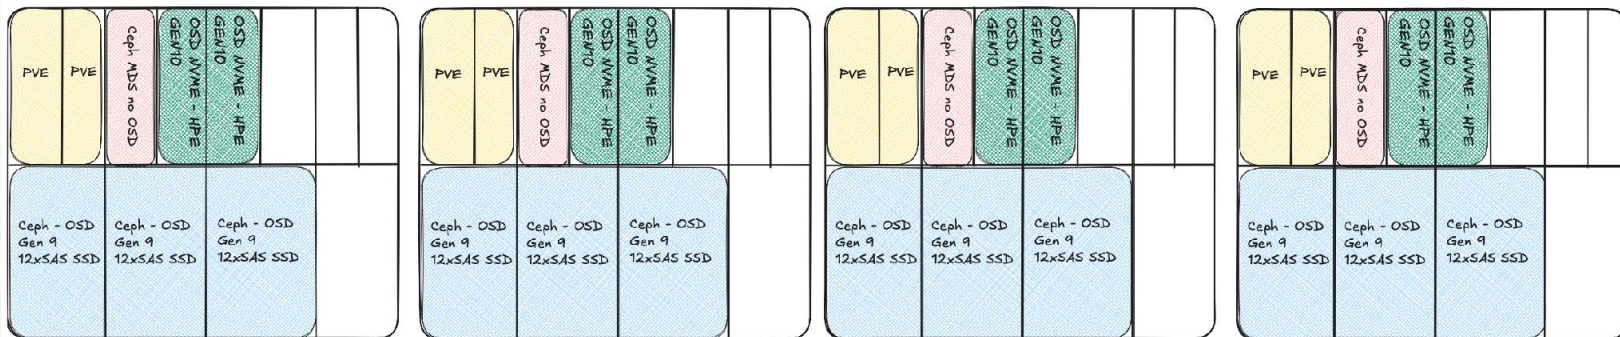 PVE
PVE
Ceph MDS no OSD
OSD NVME - HPE
GEN10
OSD NVME - HPE
GEN10
Ceph - OSD
Gen 9
12xSAS SSD
Ceph - OSD
Gen 9
12xSAS SSD
Ceph - OSD
Gen 9
12xSAS SSD
PVE
PVE
Ceph MDS no OSD
OSD NVME - HPE
GEN10
OSD NVME - HPE
GEN10
Ceph - OSD
Gen 9
12xSAS SSD
Ceph - OSD
Gen 9
12xSAS SSD
Ceph - OSD
Gen 9
12xSAS SSD
PVE
PVE
Ceph MDS no OSD
OSD NVME - HPE
GEN10
OSD NVME - HPE
GEN10
Ceph - OSD
Gen 9
12xSAS SSD
Ceph - OSD
Gen 9
12xSAS SSD
Ceph - OSD
Gen 9
12xSAS SSD
PVE
PVE
Ceph MDS no OSD
OSD NVME - HPE
GEN10
OSD NVME - HPE
GEN10
Ceph - OSD
Gen 9
12xSAS SSD
Ceph - OSD
Gen 9
12xSAS SSD
Ceph - OSD
Gen 9
12xSAS SSD